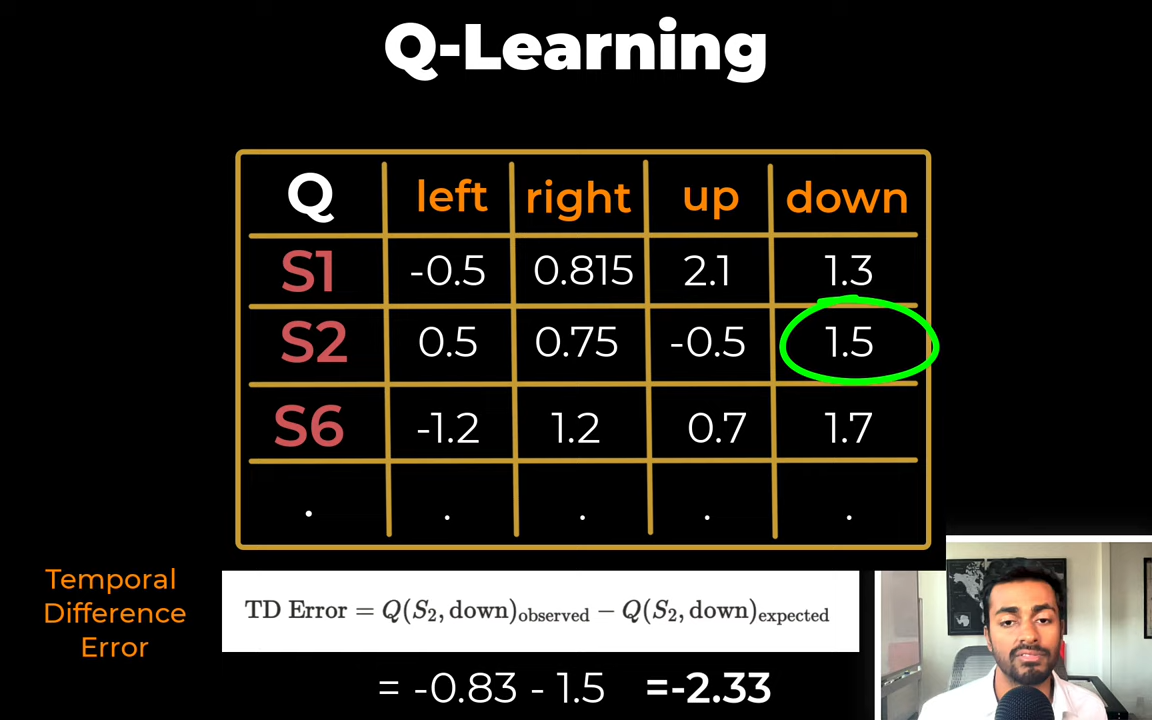 Q-Learning
Q left right up down
S1 -0.5 0.815 2.1 1.3
S2 0.5 0.75 -0.5 1.5
S6 -1.2 1.2 0.7 1.7
. . . . .
Temporal
Difference
Error
TD Error = Q(S₂, down)observed − Q(S₂, down)expected
= -0.83 - 1.5 =-2.33